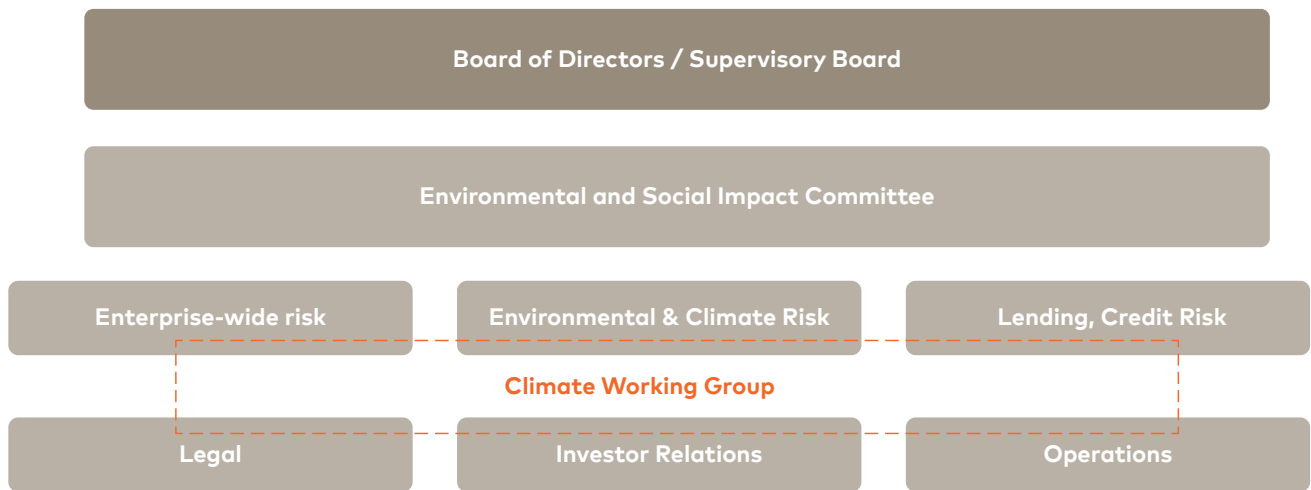 Board of Directors / Supervisory Board
Environmental and Social Impact Committee
Enterprise-wide risk
Environmental & Climate Risk
Lending, Credit Risk
Climate Working Group
Legal
Investor Relations
Operations